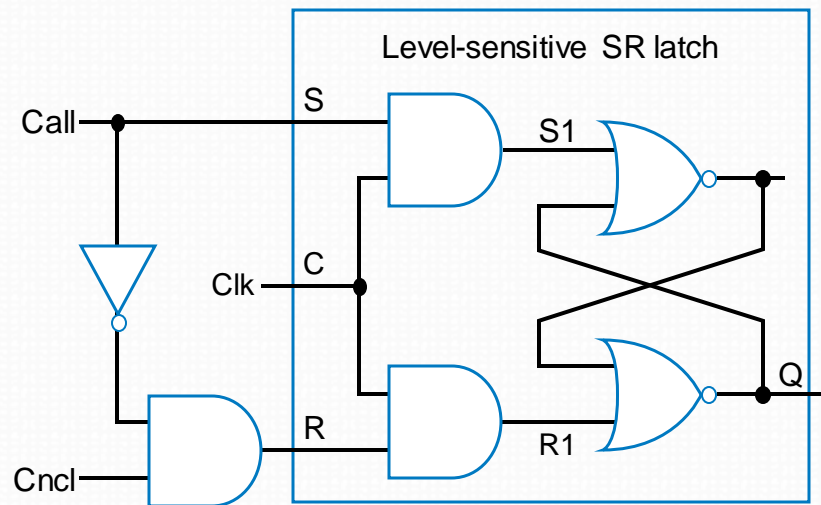 Level-sensitive SR latch
Call
S
S1
Clk
C
Q
R
R1
Cncl